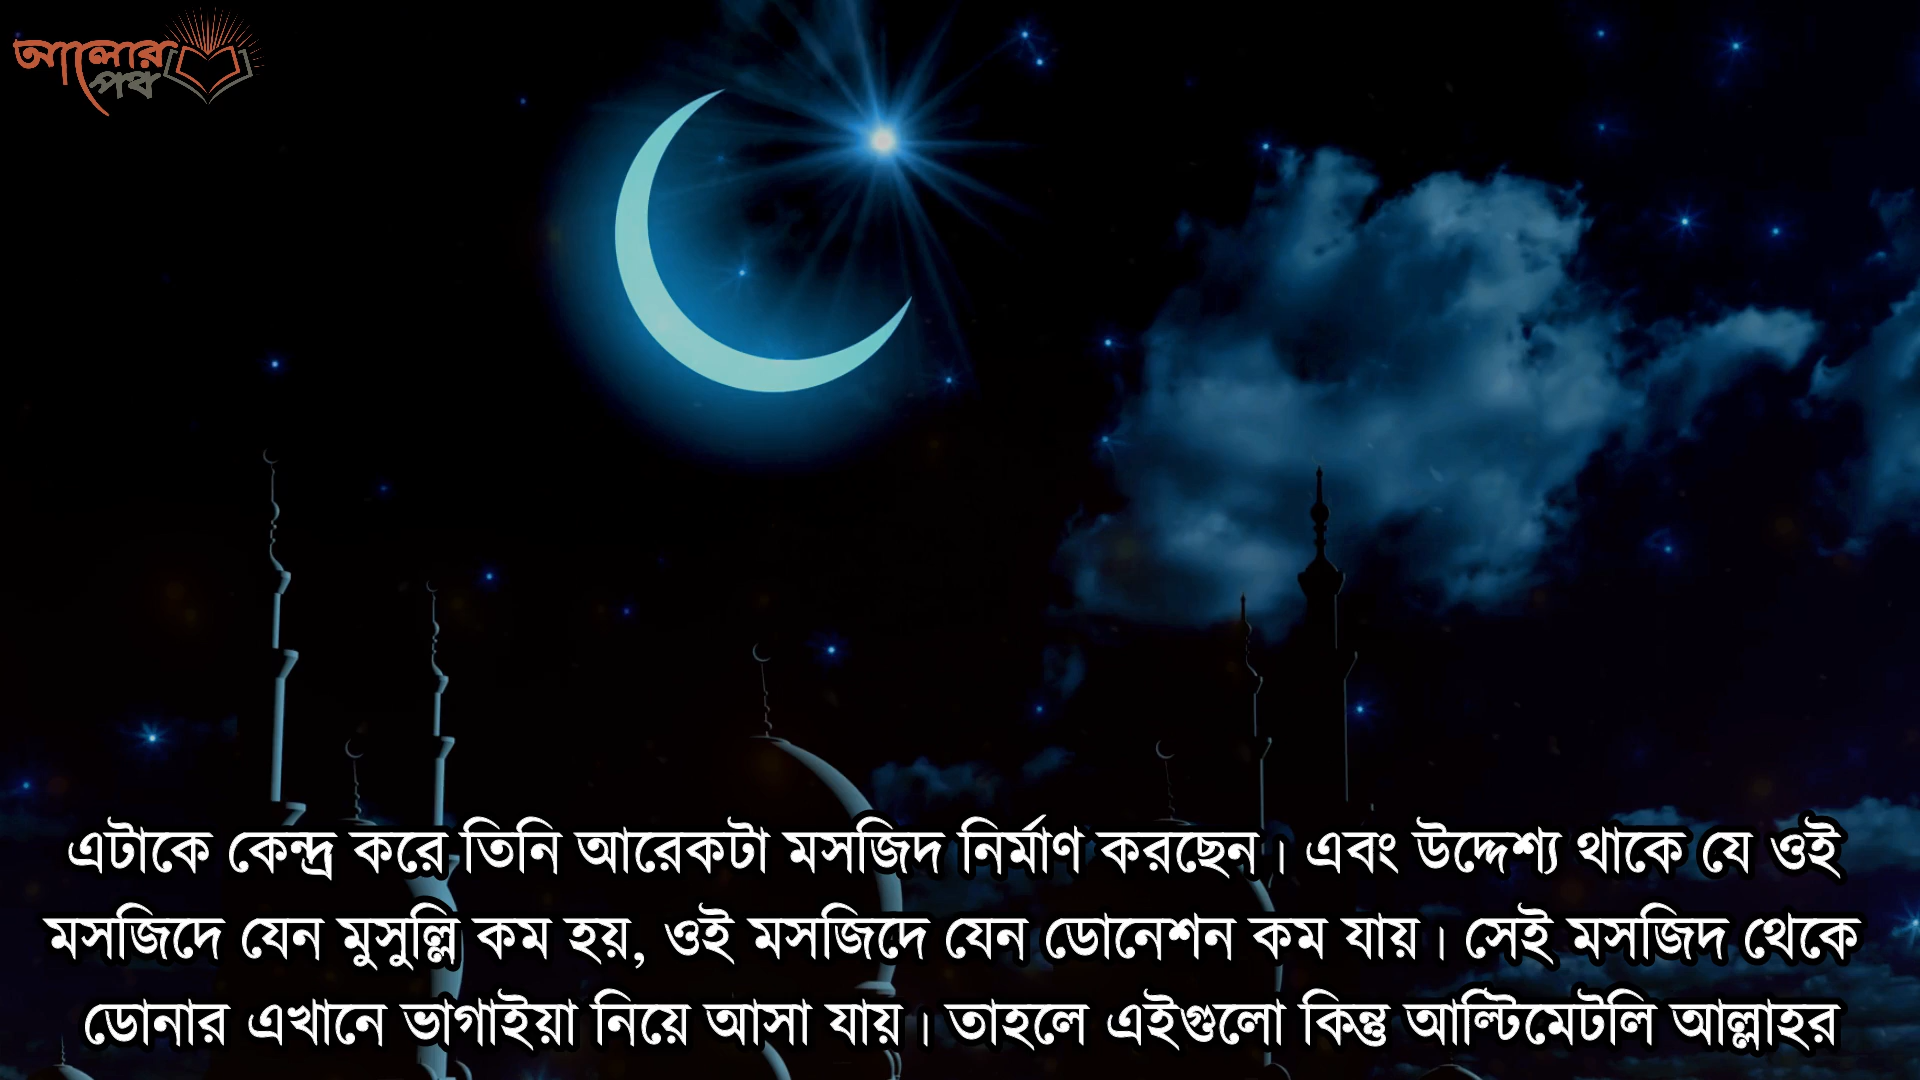 আলোর
পথ
এটাকে কেন্দ্র করে তিনি আরেকটা মসজিদ নির্মাণ করছেন। এবং উদ্দেশ্য থাকে যে ওই
মসজিদে যেন মুসুল্লি কম হয়, ওই মসজিদে যেন ডোনেশন কম যায়। সেই মসজিদ থেকে
ডোনার এখানে ভাগাইয়া নিয়ে আসা যায়। তাহলে এইগুলো কিন্তু আল্টিমেটলি আল্লাহর